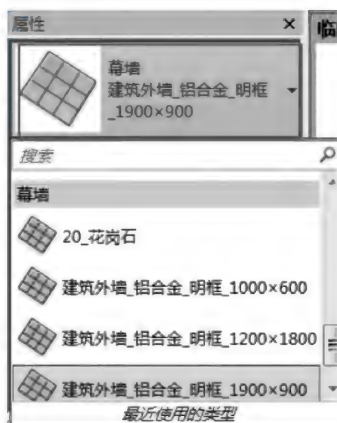 属性 × 临
幕墙
建筑外墙_铝合金_明框
_1900×900
搜索
幕墙
20_花岗石
建筑外墙_铝合金_明框_1000×600
建筑外墙_铝合金_明框_1200×1800
建筑外墙_铝合金_明框_1900×900
最近使用的类型